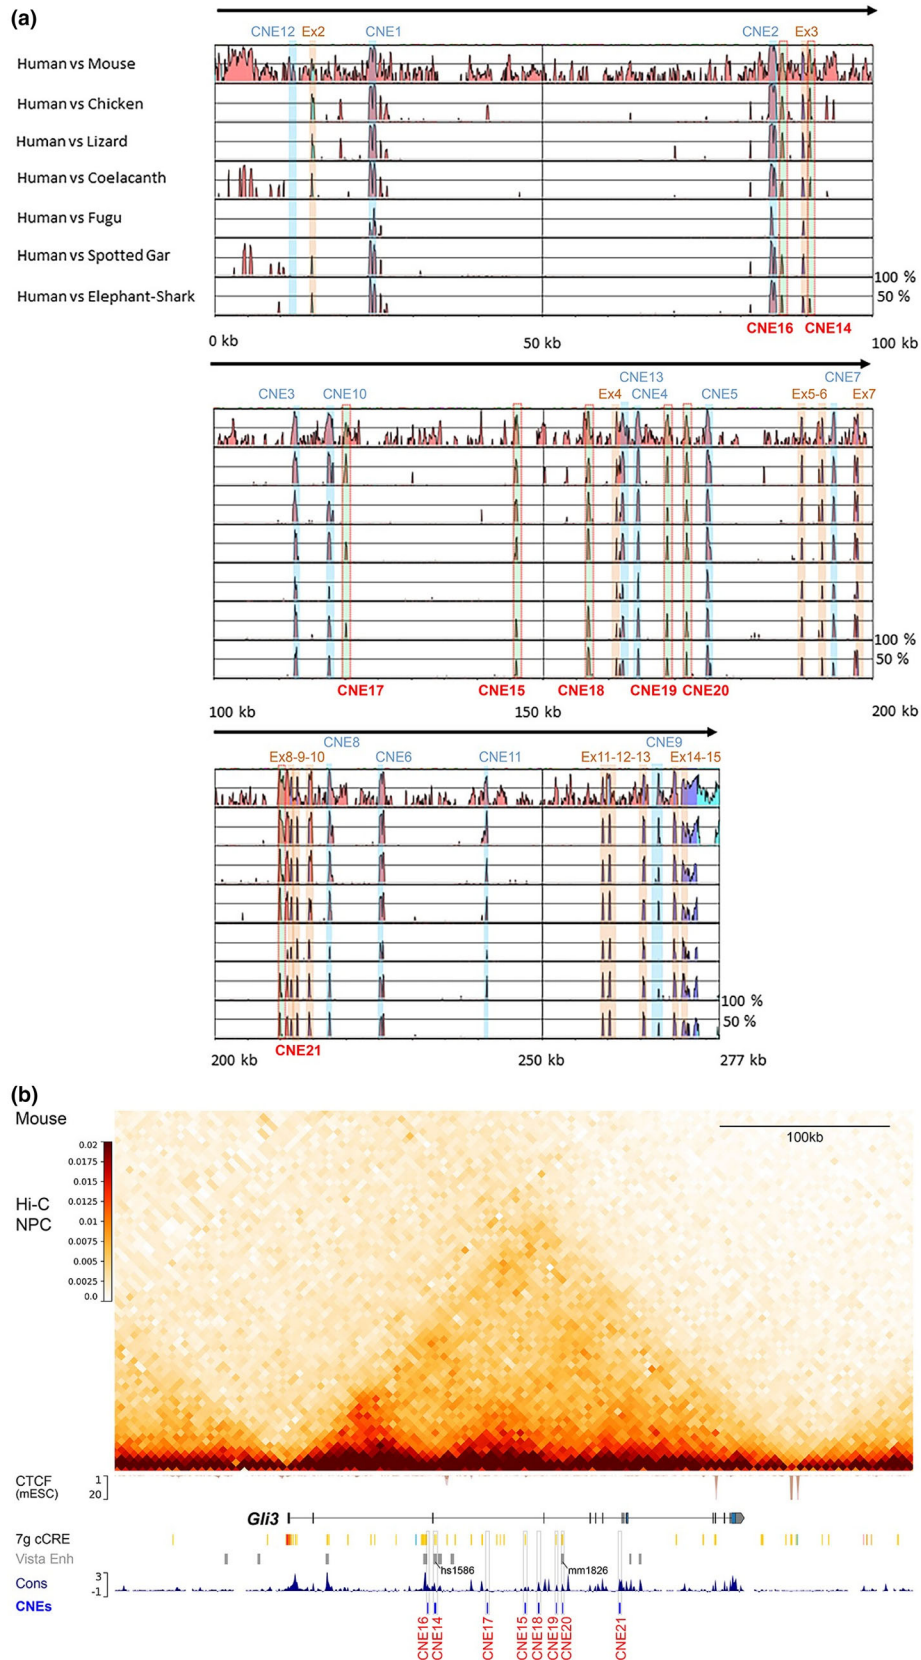 (a)
CNE12 Ex2 CNE1 CNE2 Ex3
Human vs Mouse
Human vs Chicken
Human vs Lizard
Human vs Coelacanth
Human vs Fugu
Human vs Spotted Gar
Human vs Elephant-Shark
100 %
50 %
CNE16 CNE14
0 kb 50 kb 100 kb
CNE13 CNE7
CNE3 CNE10 Ex4 CNE4 CNE5 Ex5-6 Ex7
100 %
50 %
CNE17 CNE15 CNE18 CNE19 CNE20
100 kb 150 kb 200 kb
CNE8 CNE9
Ex8-9-10 CNE6 CNE11 Ex11-12-13 Ex14-15
100 %
50 %
CNE21
200 kb 250 kb 277 kb
(b)
Mouse
100kb
Hi-C
NPC
0.02
0.0175
0.015
0.0125
0.01
0.0075
0.005
0.0025
0.0
CTCF 1
(mESC) 20
Gli3
7g cCRE
Vista Enh
hs1586 mm1826
Cons 3
-1
CNEs
CNE16 CNE14 CNE17 CNE15 CNE18 CNE19 CNE20 CNE21